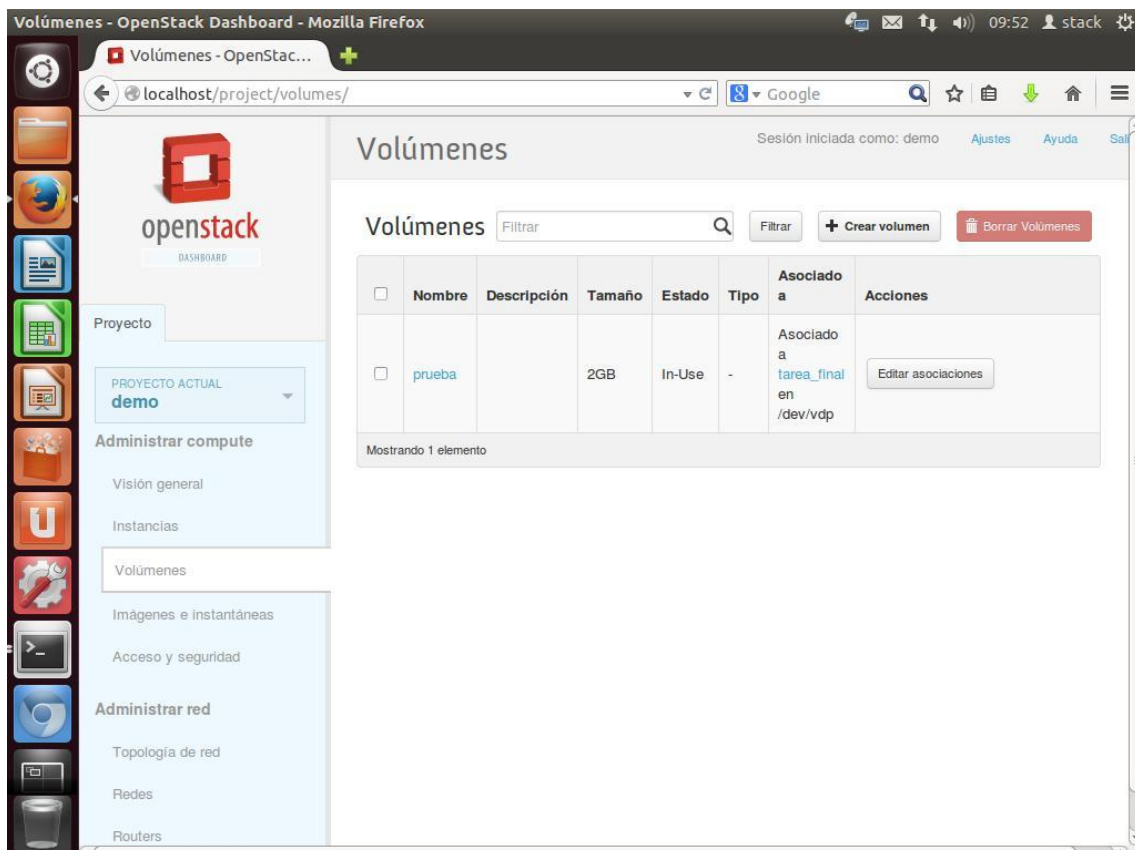 Volúmenes - OpenStack Dashboard - Mozilla Firefox
09:52 stack
Volúmenes - OpenStac...
localhost/project/volumes/
8 Google
openstack
DASHBOARD
Volúmenes
Sesión iniciada como: demo
Ajustes
Ayuda
Sali
Proyecto
PROYECTO ACTUAL
demo
Administrar compute
Visión general
Instancias
Volúmenes
Imágenes e instantáneas
Acceso y seguridad
Administrar red
Topología de red
Redes
Routers
Volúmenes
Filtrar
Filtrar
+ Crear volumen
Borrar Volúmenes
Nombre Descripción Tamaño Estado Tipo Asociado a Acciones
prueba 2GB In-Use -
Asociado
a
tarea_final
en
/dev/vdp
Editar asociaciones
Mostrando 1 elemento